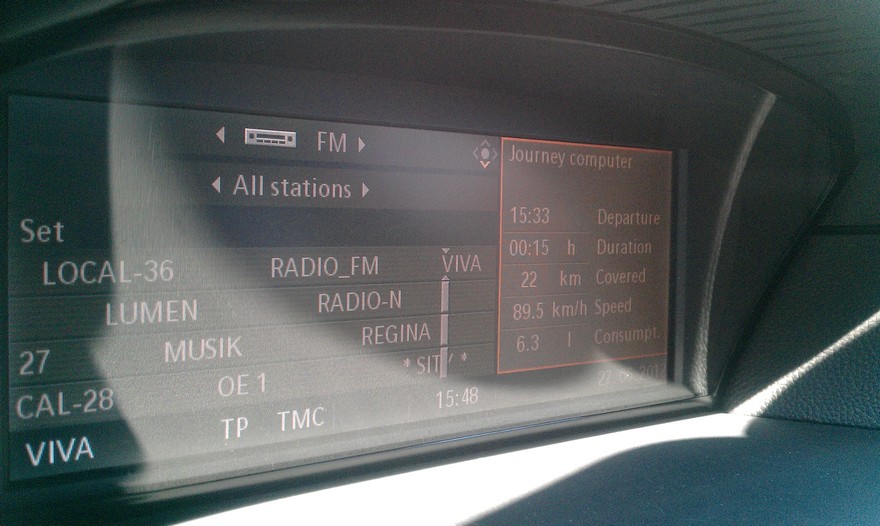 FM
All stations
Set
LOCAL-36 RADIO_FM VIVA
LUMEN RADIO-N
27 MUSIK REGINA
CAL-28 OE 1 * SITY *
VIVA TP TMC 15:48
Journey computer
15:33 Departure
00:15 h Duration
22 km Covered
89.5 km/h Speed
6.3 l Consumpt.